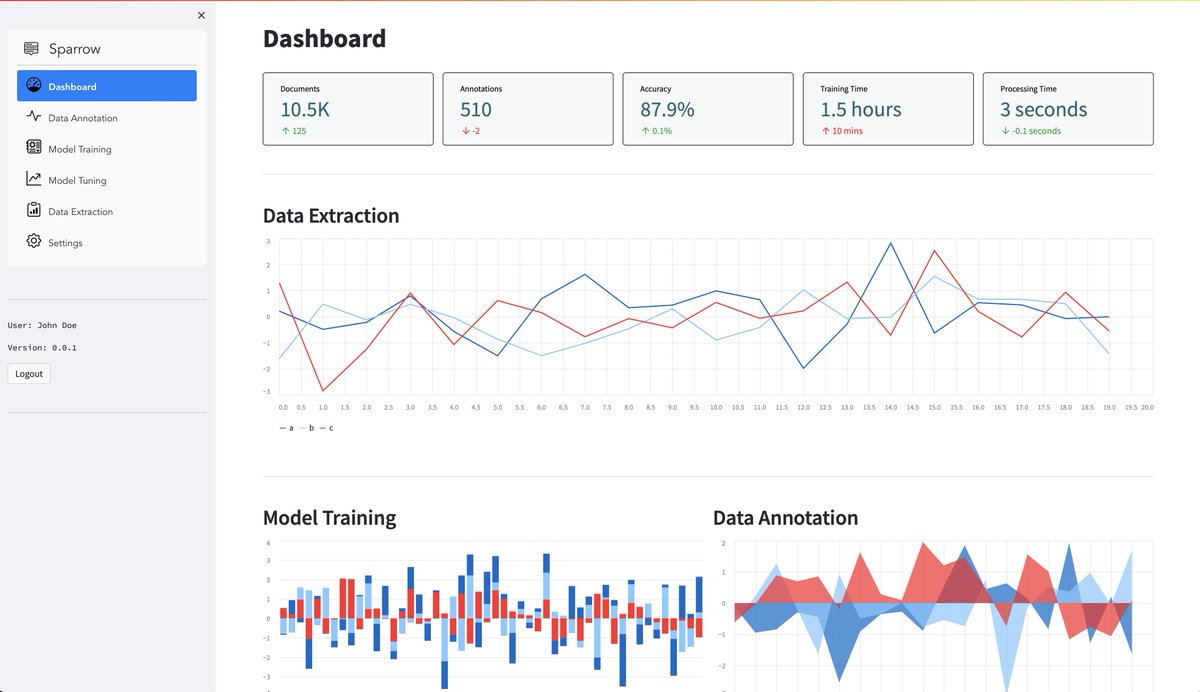 Sparrow
Dashboard
Data Annotation
Model Training
Model Tuning
Data Extraction
Settings
User: John Doe
Version: 0.0.1
Logout
Dashboard
Documents
10.5K
↑ 125
Annotations
510
↓ -2
Accuracy
87.9%
↑ 0.1%
Training Time
1.5 hours
↑ 10 mins
Processing Time
3 seconds
↓ -0.1 seconds
Data Extraction
3
2
1
0
−1
−2
−3
0.0 0.5 1.0 1.5 2.0 2.5 3.0 3.5 4.0 4.5 5.0 5.5 6.0 6.5 7.0 7.5 8.0 8.5 9.0 9.5 10.0 10.5 11.0 11.5 12.0 12.5 13.0 13.5 14.0 14.5 15.0 15.5 16.0 16.5 17.0 17.5 18.0 18.5 19.0 19.5 20.0
a b c
Model Training
4
3
2
1
0
−1
−2
−3
Data Annotation
2
1
0
−1
−2